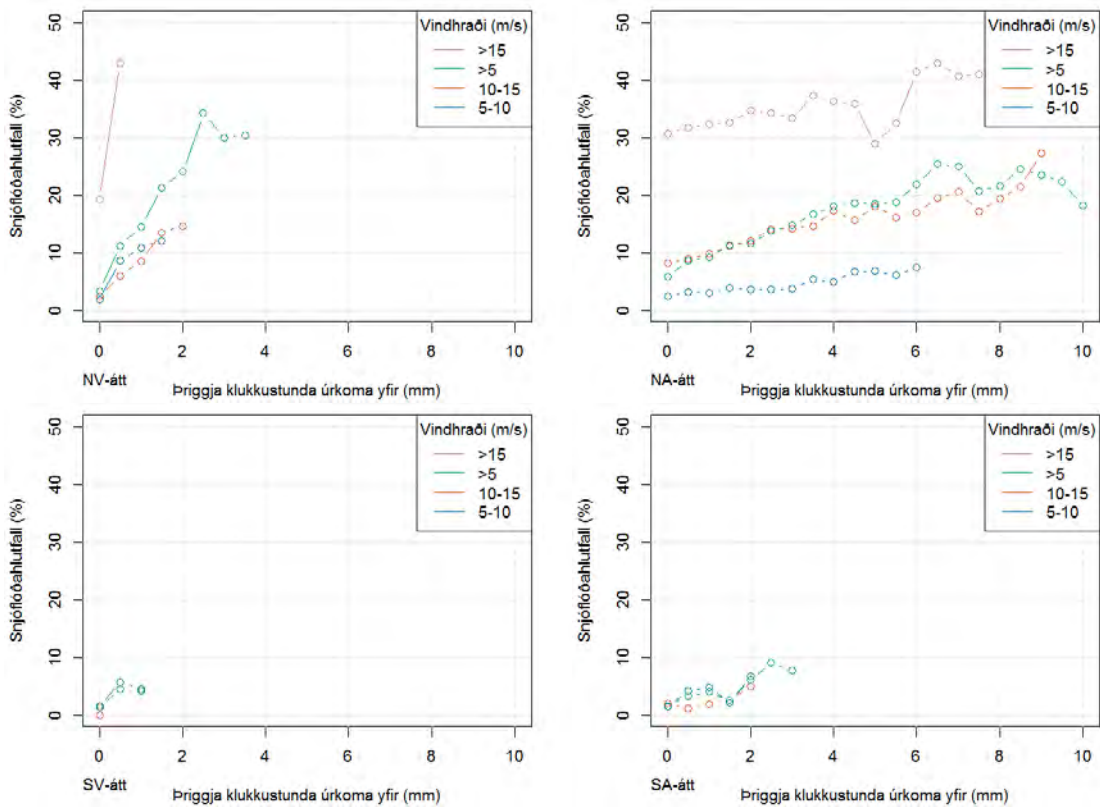 50
40
30
20
10
0
Snjóflóðahlutfall (%)
Vindhraði (m/s)
>15
>5
10-15
5-10
0 2 4 6 8 10
NV-átt
Þriggja klukkustunda úrkoma yfir (mm)
50
40
30
20
10
0
Snjóflóðahlutfall (%)
Vindhraði (m/s)
>15
>5
10-15
5-10
0 2 4 6 8 10
NA-átt
Þriggja klukkustunda úrkoma yfir (mm)
50
40
30
20
10
0
Snjóflóðahlutfall (%)
Vindhraði (m/s)
>15
>5
10-15
5-10
0 2 4 6 8 10
SV-átt
Þriggja klukkustunda úrkoma yfir (mm)
50
40
30
20
10
0
Snjóflóðahlutfall (%)
Vindhraði (m/s)
>15
>5
10-15
5-10
0 2 4 6 8 10
SA-átt
Þriggja klukkustunda úrkoma yfir (mm)